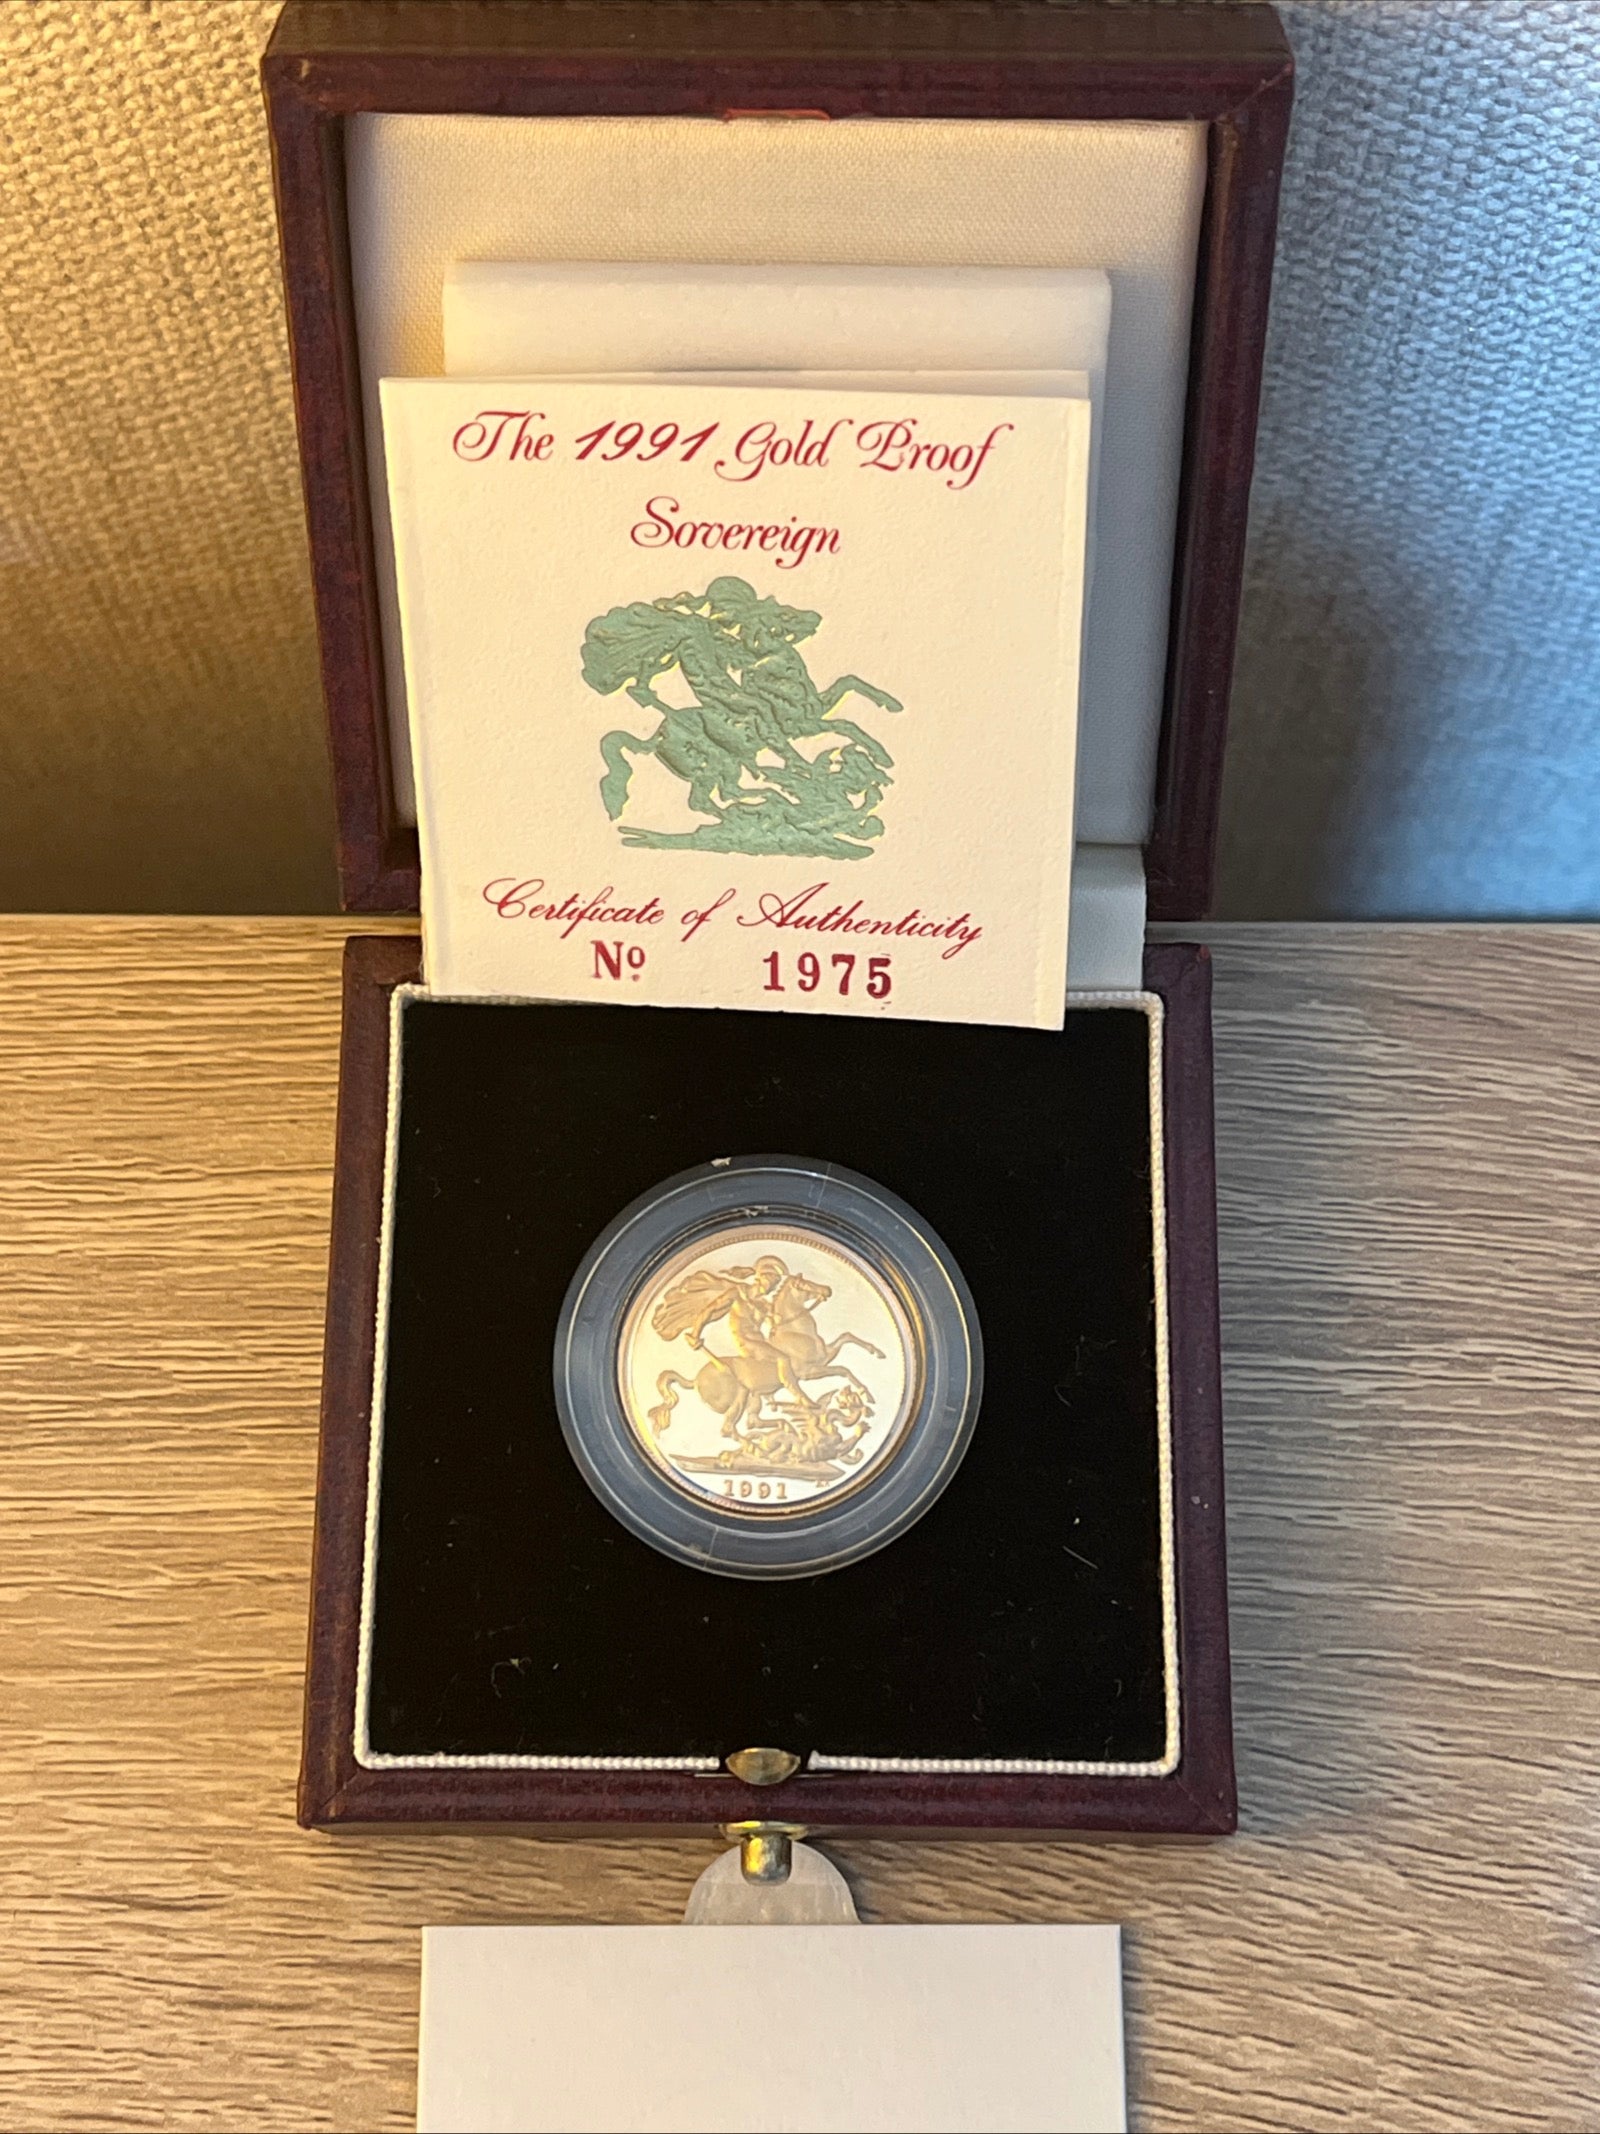 The 1991 Gold Proof
Sovereign
Certificate of Authenticity
Nº 1975
1991